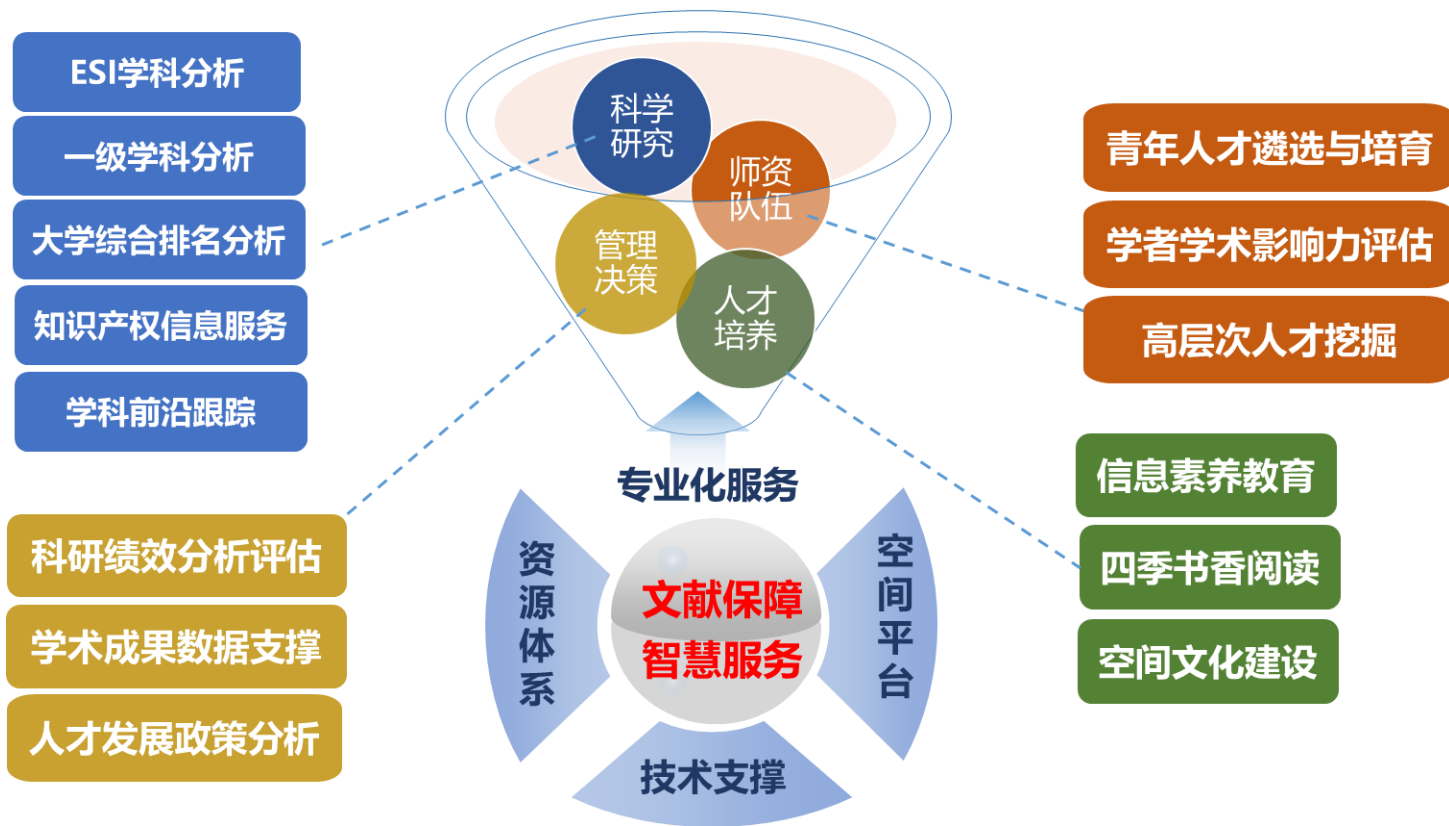 ESI学科分析
一级学科分析
大学综合排名分析
知识产权信息服务
学科前沿跟踪
科学
研究
师资
队伍
管理
决策
人才
培养
青年人才遴选与培育
学者学术影响力评估
高层次人才挖掘
科研绩效分析评估
学术成果数据支撑
人才发展政策分析
信息素养教育
四季书香阅读
空间文化建设
专业化服务
资源体系
文献保障
智慧服务
空间平台
技术支撑